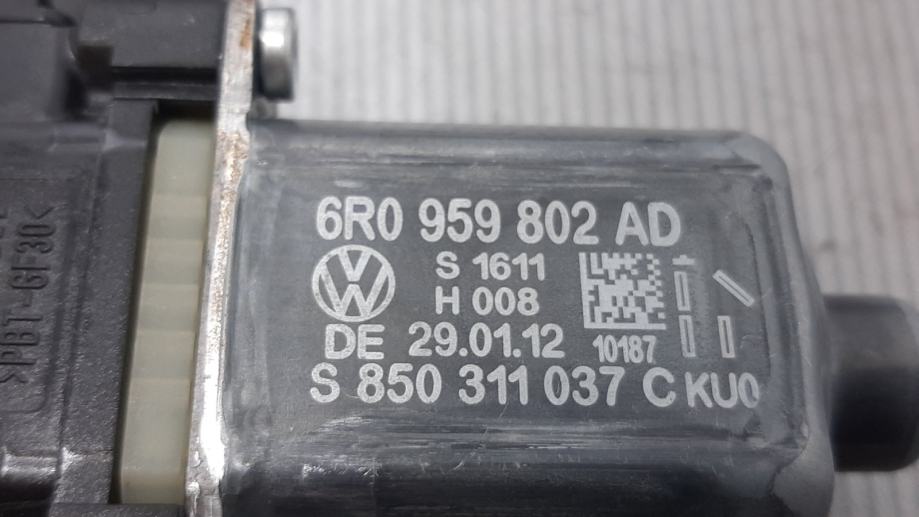 6R0 959 802 AD
S 1611
H 008
DE 29.01.12
10187
S 850 311 037 C KU0
>PBT-GF30<